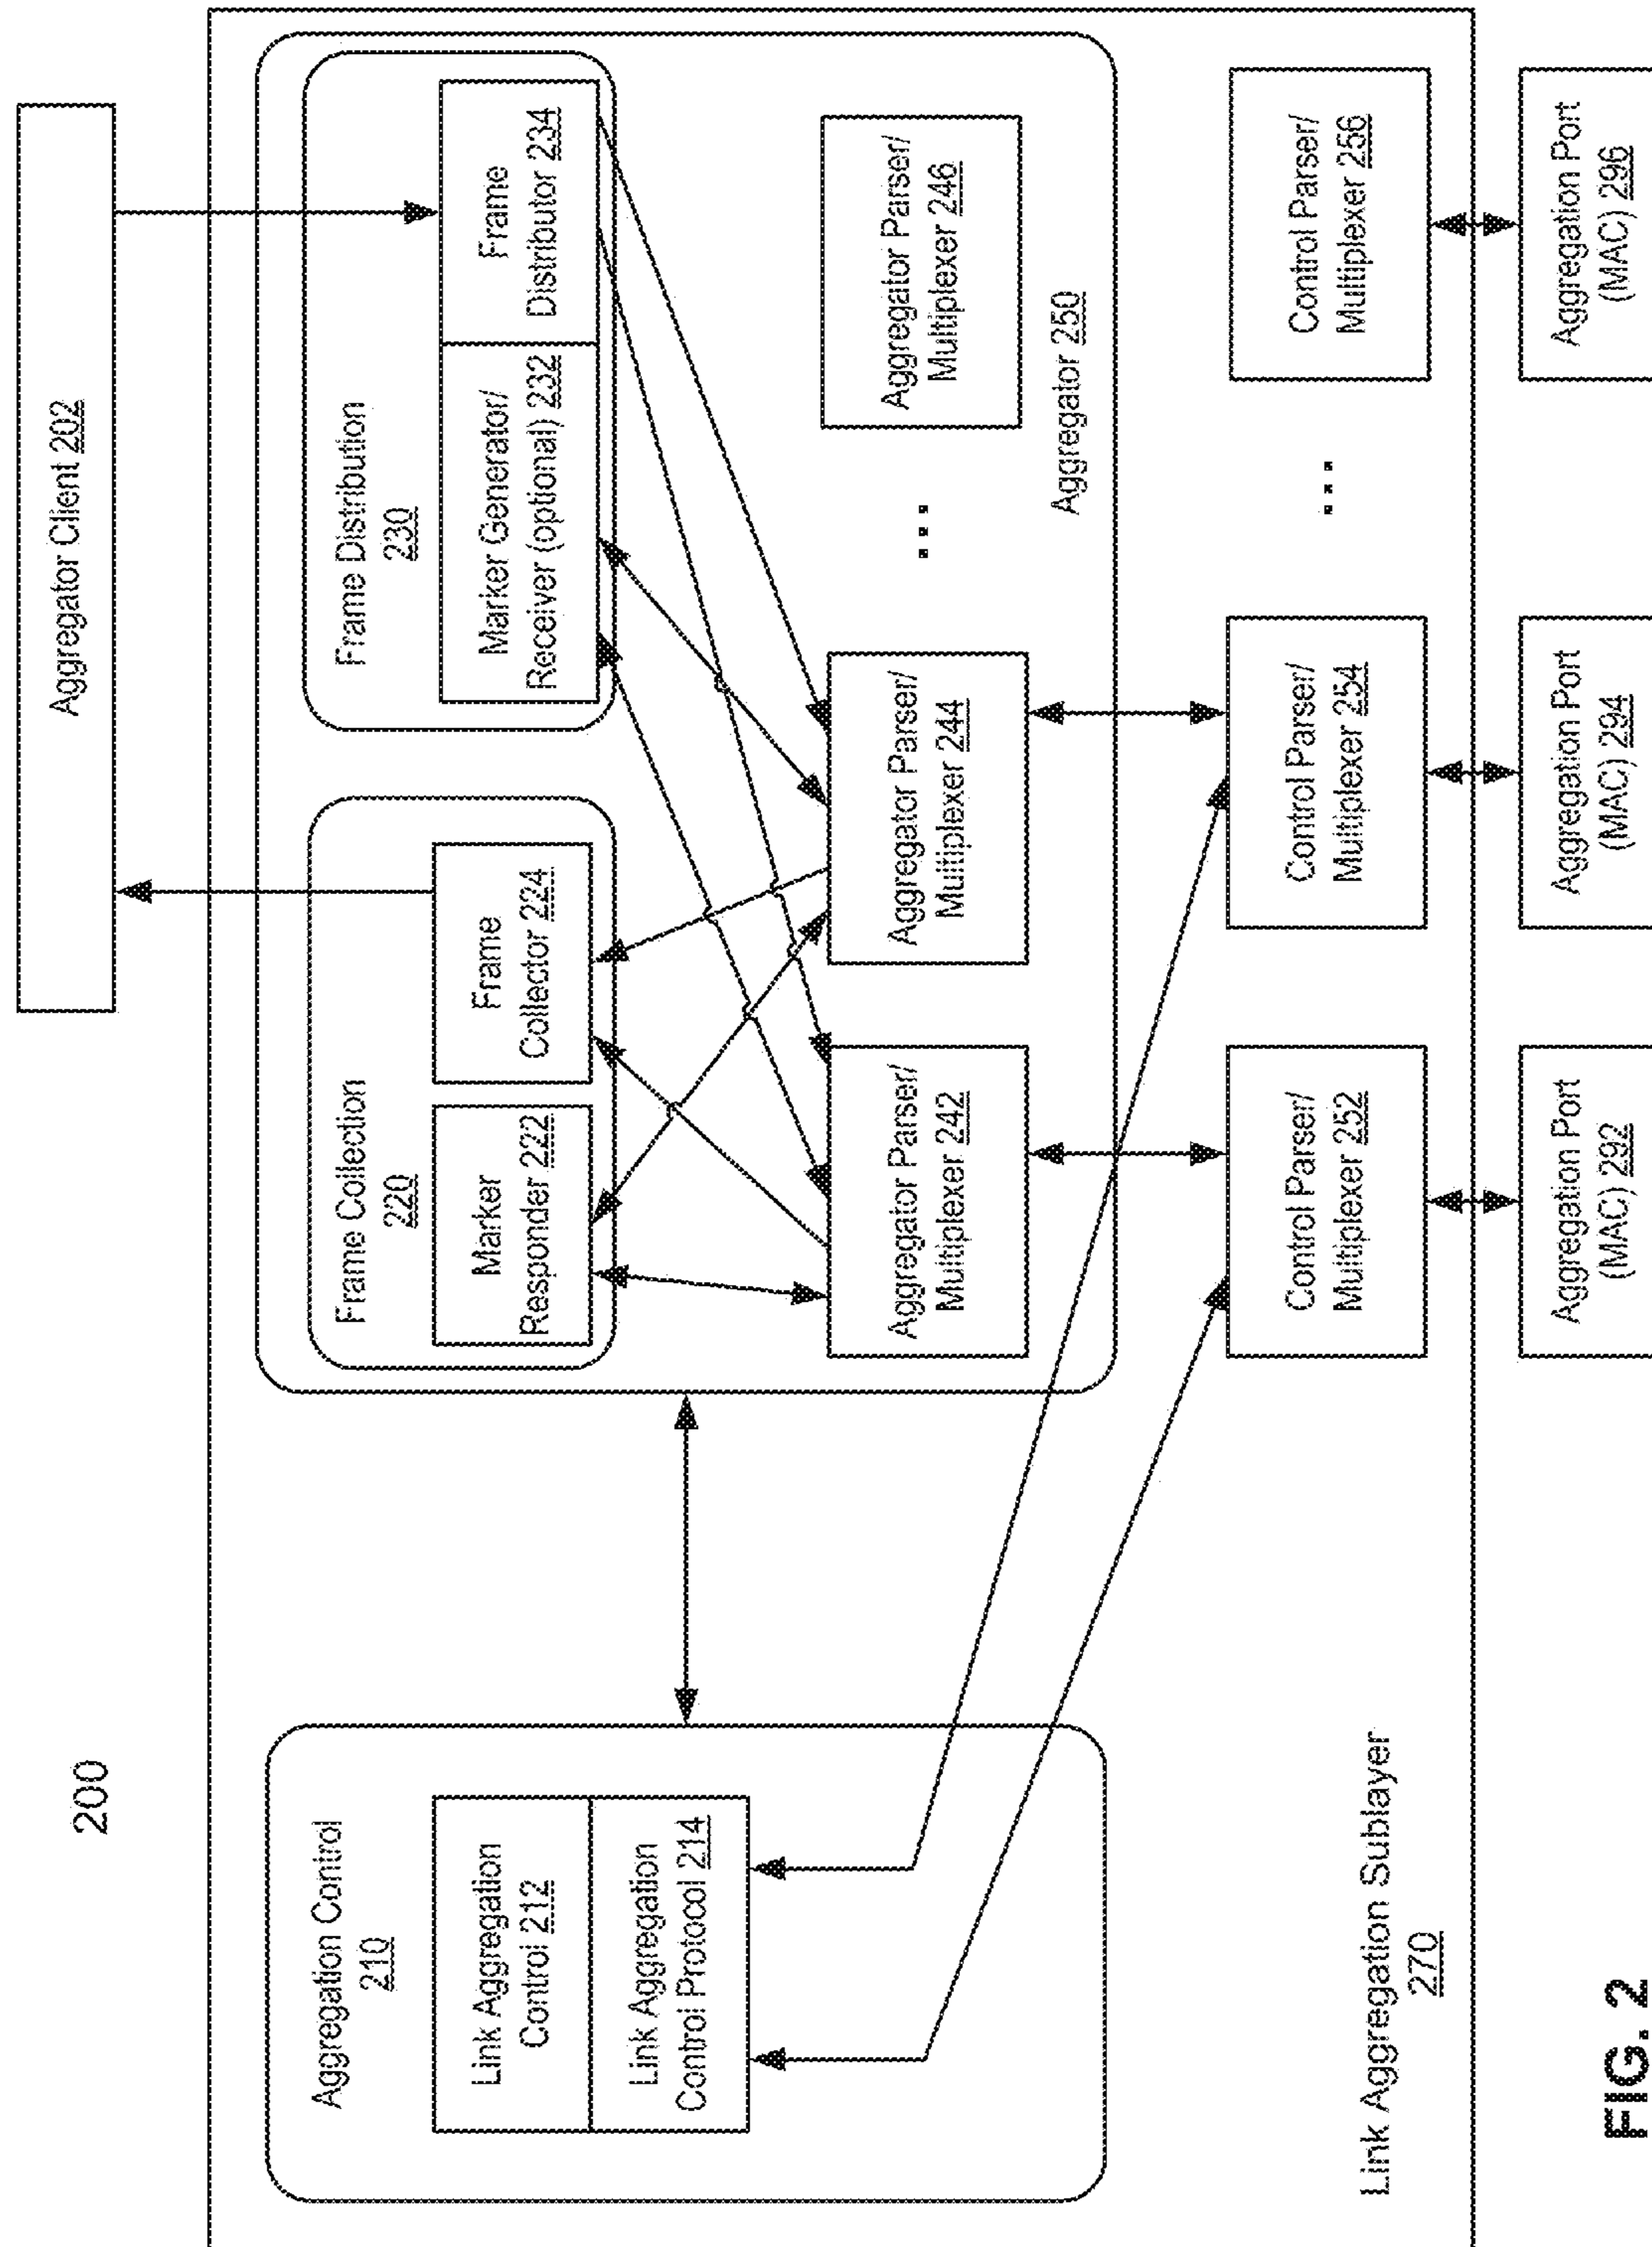 200
Aggregator Client 202
Aggregation Control
210
Link Aggregation
Control 212
Link Aggregation
Control Protocol 214
Frame Collection
220
Marker
Responder 222
Frame
Collector 224
Frame Distribution
230
Marker Generator/
Receiver (optional) 232
Frame
Distributor 234
Aggregator Parser/
Multiplexer 242
Aggregator Parser/
Multiplexer 244
...
Aggregator Parser/
Multiplexer 246
Aggregator 250
Control Parser/
Multiplexer 252
Control Parser/
Multiplexer 254
...
Control Parser/
Multiplexer 256
Link Aggregation Sublayer
270
Aggregation Port
(MAC) 292
Aggregation Port
(MAC) 294
Aggregation Port
(MAC) 296
FIG. 2